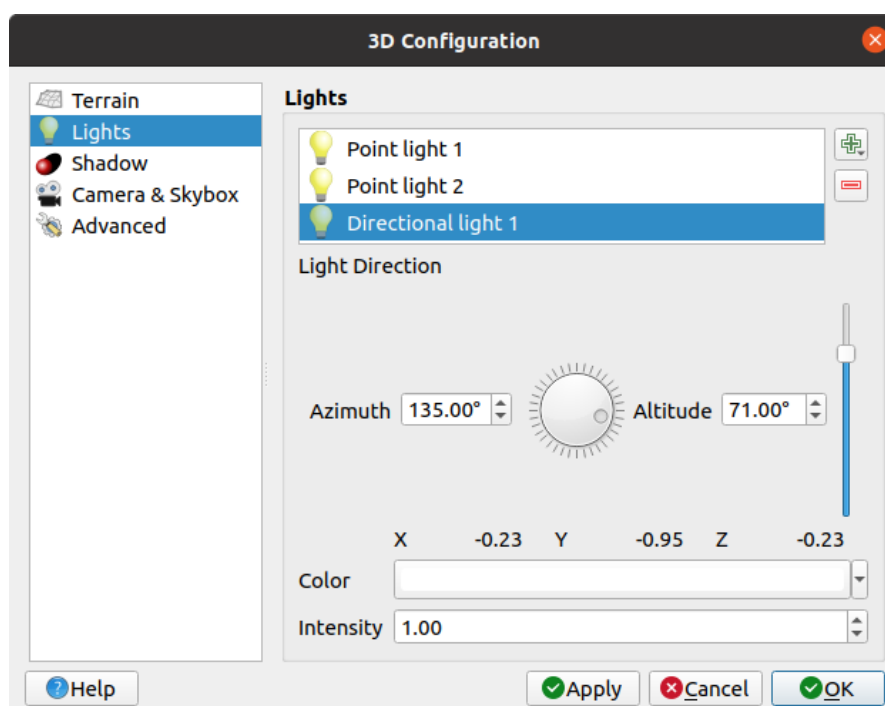 3D Configuration
Terrain
Lights
Shadow
Camera & Skybox
Advanced
Lights
Point light 1
Point light 2
Directional light 1
Light Direction
Azimuth 135.00° Altitude 71.00°
X -0.23 Y -0.95 Z -0.23
Color
Intensity 1.00
Help Apply Cancel OK